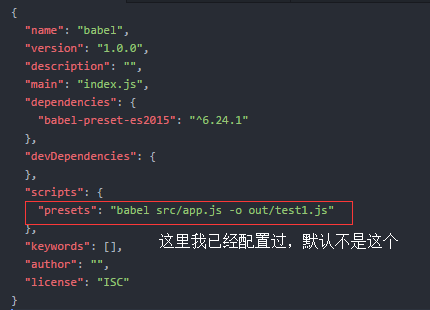 {
  "name": "babel",
  "version": "1.0.0",
  "description": "",
  "main": "index.js",
  "dependencies": {
    "babel-preset-es2015": "^6.24.1"
  },
  "devDependencies": {
  },
  "scripts": {
    "presets": "babel src/app.js -o out/test1.js"
  },
这里我已经配置过，默认不是这个
  "keywords": [],
  "author": "",
  "license": "ISC"
}